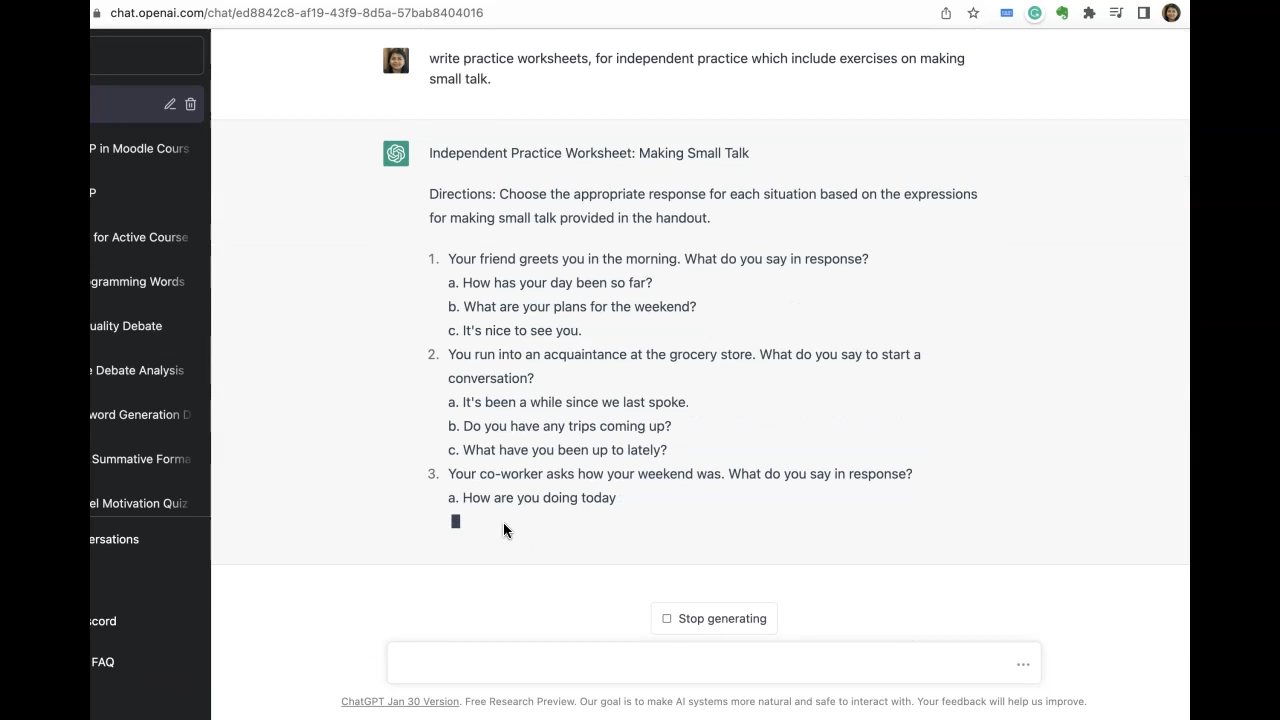 chat.openai.com/chat/ed8842c8-af19-43f9-8d5a-57bab8404016
write practice worksheets, for independent practice which include exercises on making
small talk.
P in Moodle Cours
P
for Active Course
gramming Words
uality Debate
e Debate Analysis
word Generation D
Summative Forma
el Motivation Quiz
ersations
scord
FAQ
Independent Practice Worksheet: Making Small Talk
Directions: Choose the appropriate response for each situation based on the expressions
for making small talk provided in the handout.
1. Your friend greets you in the morning. What do you say in response?
a. How has your day been so far?
b. What are your plans for the weekend?
c. It's nice to see you.
2. You run into an acquaintance at the grocery store. What do you say to start a
conversation?
a. It's been a while since we last spoke.
b. Do you have any trips coming up?
c. What have you been up to lately?
3. Your co-worker asks how your weekend was. What do you say in response?
a. How are you doing today
Stop generating
ChatGPT Jan 30 Version. Free Research Preview. Our goal is to make AI systems more natural and safe to interact with. Your feedback will help us improve.